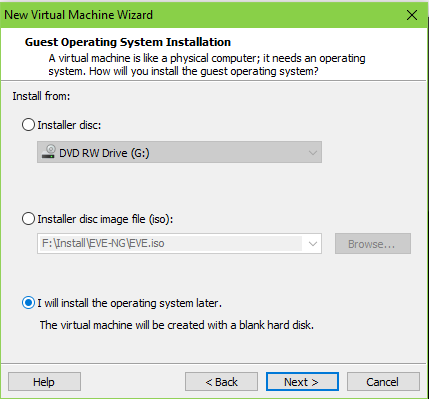 New Virtual Machine Wizard
Guest Operating System Installation
A virtual machine is like a physical computer; it needs an operating
system. How will you install the guest operating system?
Install from:
Installer disc:
DVD RW Drive (G:)
Installer disc image file (iso):
F:\Install\EVE-NG\EVE.iso
Browse...
I will install the operating system later.
The virtual machine will be created with a blank hard disk.
Help
< Back
Next >
Cancel